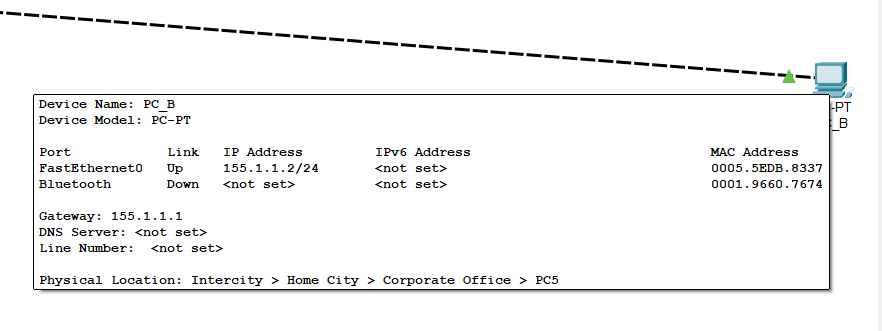 Device Name: PC_B
Device Model: PC-PT
Port Link IP Address IPv6 Address MAC Address
FastEthernet0 Up 155.1.1.2/24 <not set> 0005.5EDB.8337
Bluetooth Down <not set> <not set> 0001.9660.7674
Gateway: 155.1.1.1
DNS Server: <not set>
Line Number: <not set>
Physical Location: Intercity > Home City > Corporate Office > PC5
-PT
_B